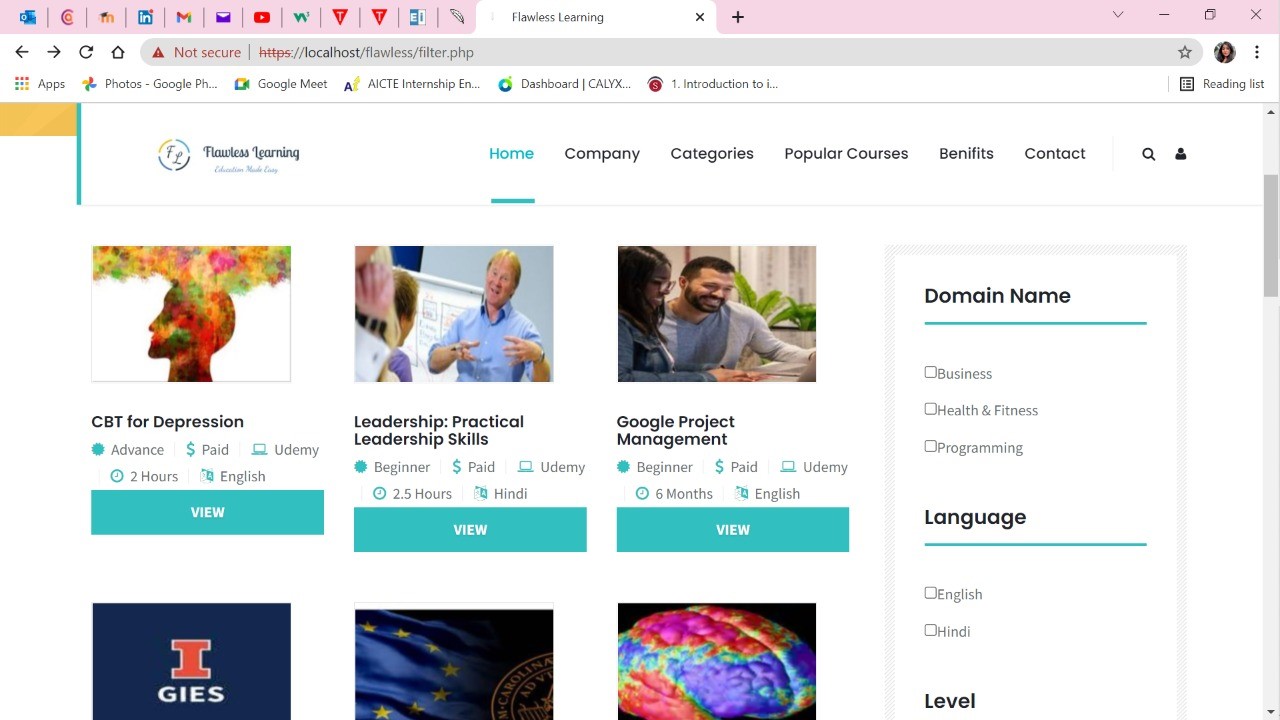 Flawless Learning
Not secure https://localhost/flawless/filter.php
Apps Photos - Google Ph... Google Meet AICTE Internship En... Dashboard | CALYX... 1. Introduction to i... Reading list
FL Flawless Learning
Education Made Easy
Home Company Categories Popular Courses Benifits Contact
CBT for Depression
Advance Paid Udemy
2 Hours English
VIEW
Leadership: Practical
Leadership Skills
Beginner Paid Udemy
2.5 Hours Hindi
VIEW
Google Project
Management
Beginner Paid Udemy
6 Months English
VIEW
I
GIES
Domain Name
Business
Health & Fitness
Programming
Language
English
Hindi
Level